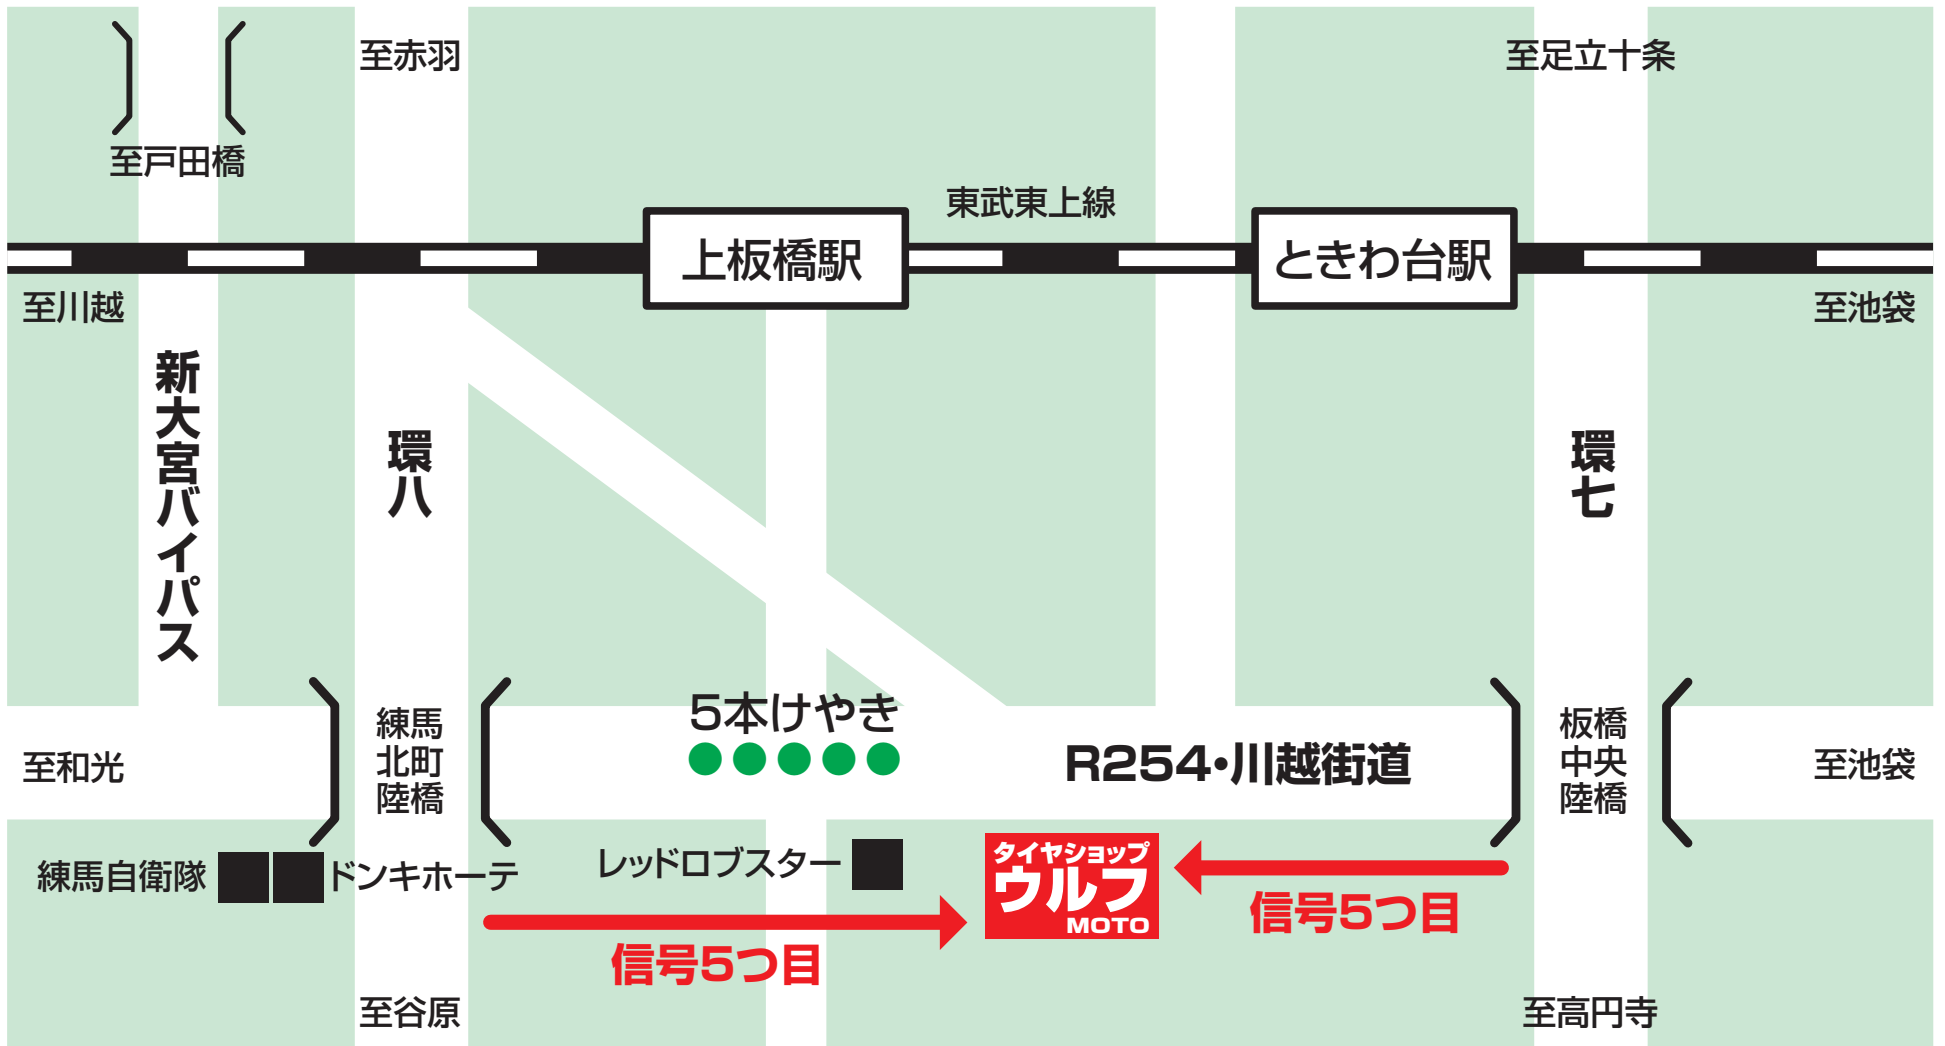 至赤羽
至足立十条
至戸田橋
東武東上線
上板橋駅
ときわ台駅
至川越
至池袋
新大宮バイパス
環八
環七
5本けやき
練馬
北町
陸橋
板橋
中央
陸橋
至和光
R254・川越街道
至池袋
練馬自衛隊
ドンキホーテ
レッドロブスター
タイヤショップ
ウルフ
MOTO
信号5つ目
信号5つ目
至谷原
至高円寺